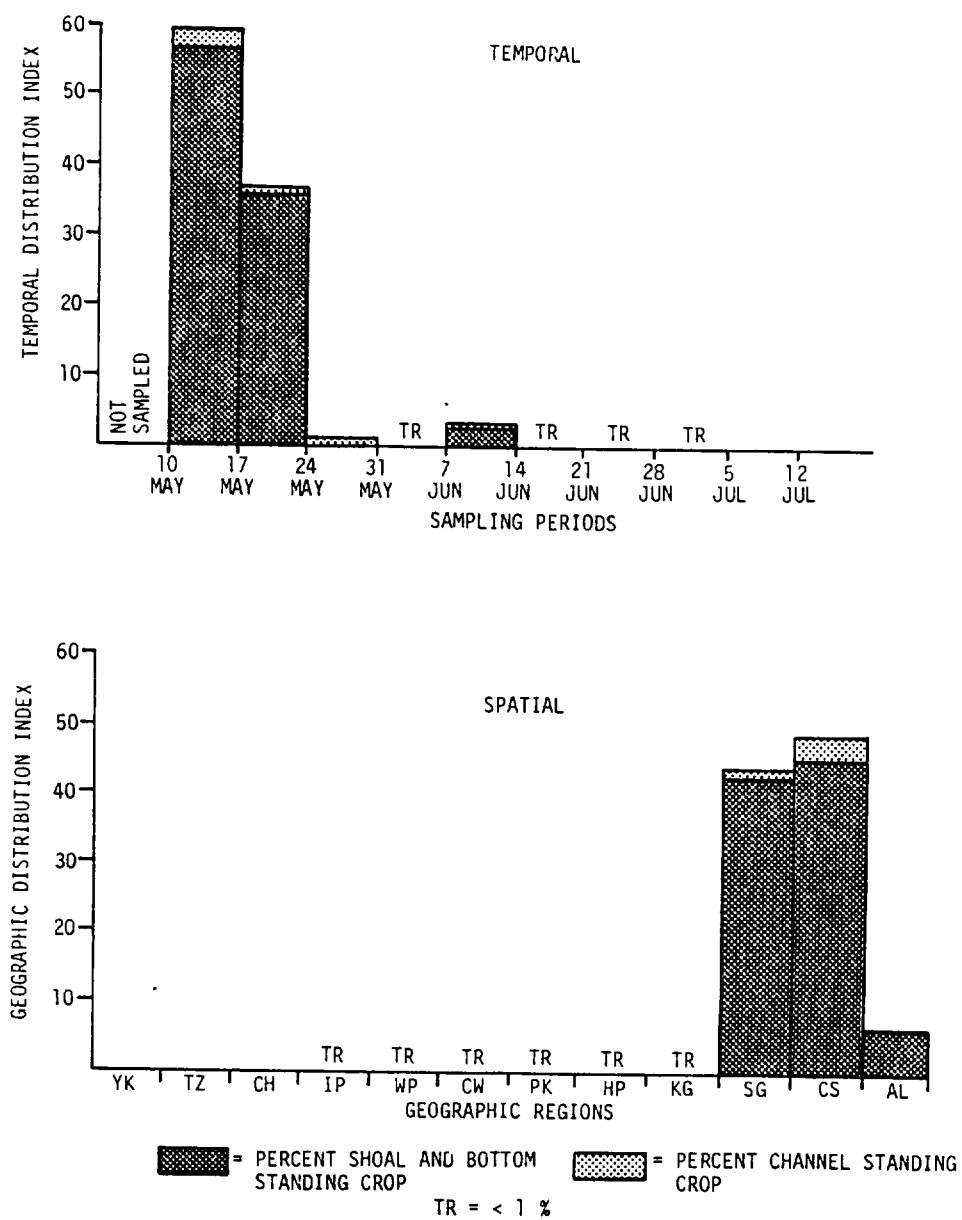 TEMPORAL
TEMPORAL DISTRIBUTION INDEX
60
50
40
30
20
10
NOT
SAMPLED
TR TR TR TR
10 17 24 31 7 14 21 28 5 12
MAY MAY MAY MAY JUN JUN JUN JUN JUL JUL
SAMPLING PERIODS
SPATIAL
GEOGRAPHIC DISTRIBUTION INDEX
60
50
40
30
20
10
TR TR TR TR TR TR
YK TZ CH IP WP CW PK HP KG SG CS AL
GEOGRAPHIC REGIONS
= PERCENT SHOAL AND BOTTOM
STANDING CROP
= PERCENT CHANNEL STANDING
CROP
TR = < 1 %